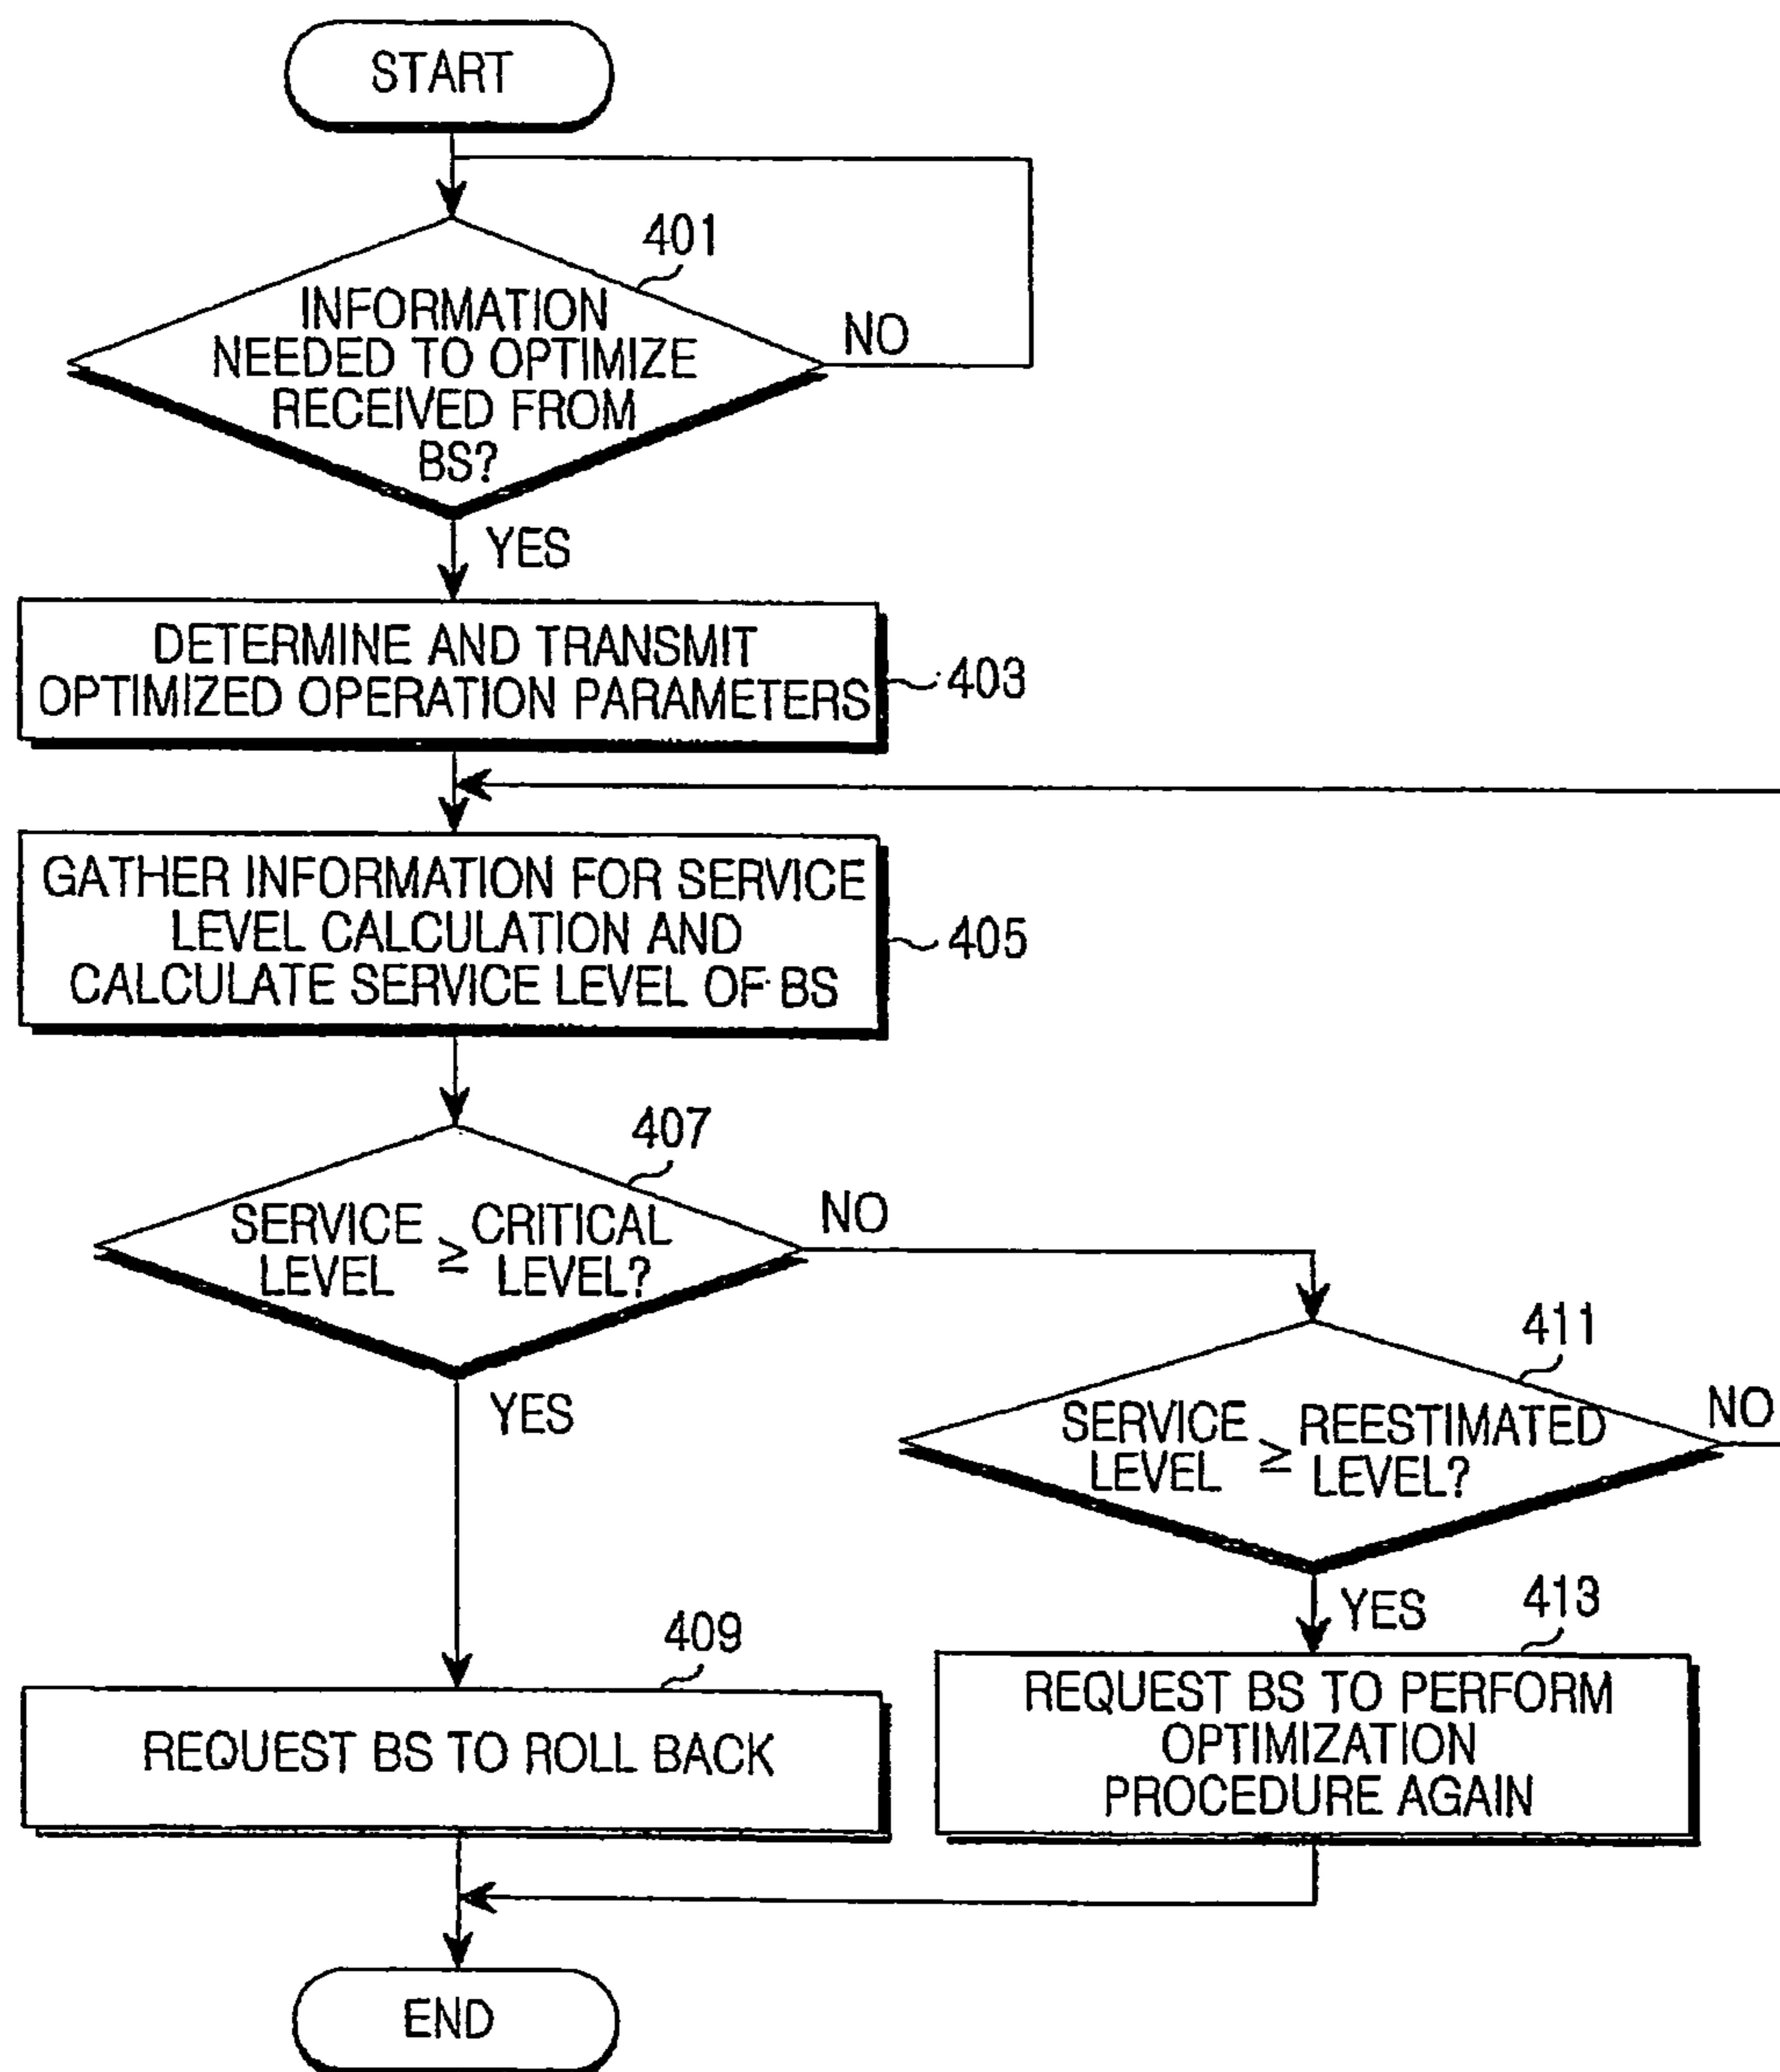 START
401
INFORMATION
NEEDED TO OPTIMIZE
RECEIVED FROM
BS?
NO
YES
DETERMINE AND TRANSMIT
OPTIMIZED OPERATION PARAMETERS
403
GATHER INFORMATION FOR SERVICE
LEVEL CALCULATION AND
CALCULATE SERVICE LEVEL OF BS
405
407
SERVICE LEVEL ≥ CRITICAL LEVEL?
NO
YES
411
SERVICE LEVEL ≥ REESTIMATED LEVEL?
NO
YES
409
REQUEST BS TO ROLL BACK
413
REQUEST BS TO PERFORM
OPTIMIZATION
PROCEDURE AGAIN
END